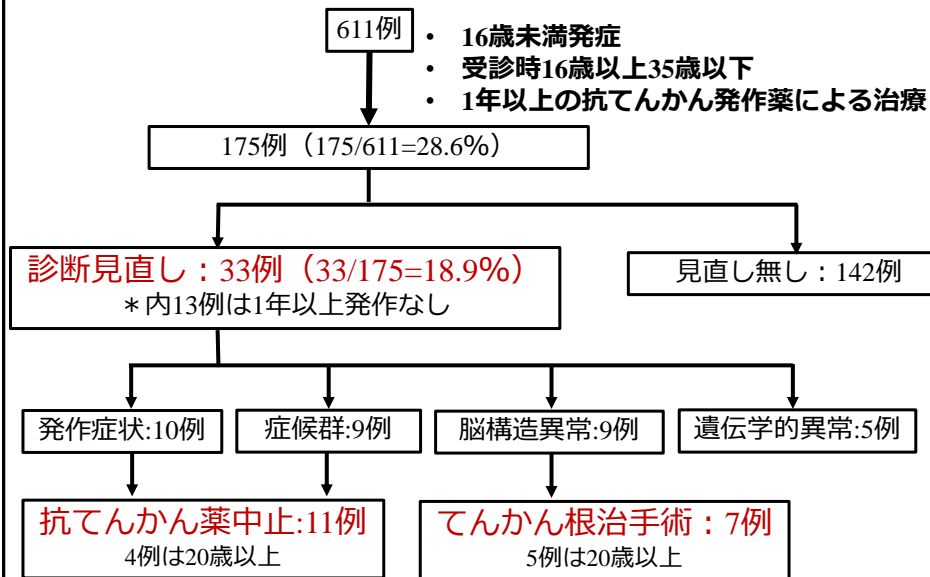 611例
・ 16歳未満発症
・ 受診時16歳以上35歳以下
・ 1年以上の抗てんかん発作薬による治療
175例（175/611=28.6%）
診断見直し：33例（33/175=18.9%）
＊内13例は1年以上発作なし
見直し無し：142例
発作症状:10例
症候群:9例
脳構造異常:9例
遺伝学的異常:5例
抗てんかん薬中止:11例
4例は20歳以上
てんかん根治手術：7例
5例は20歳以上